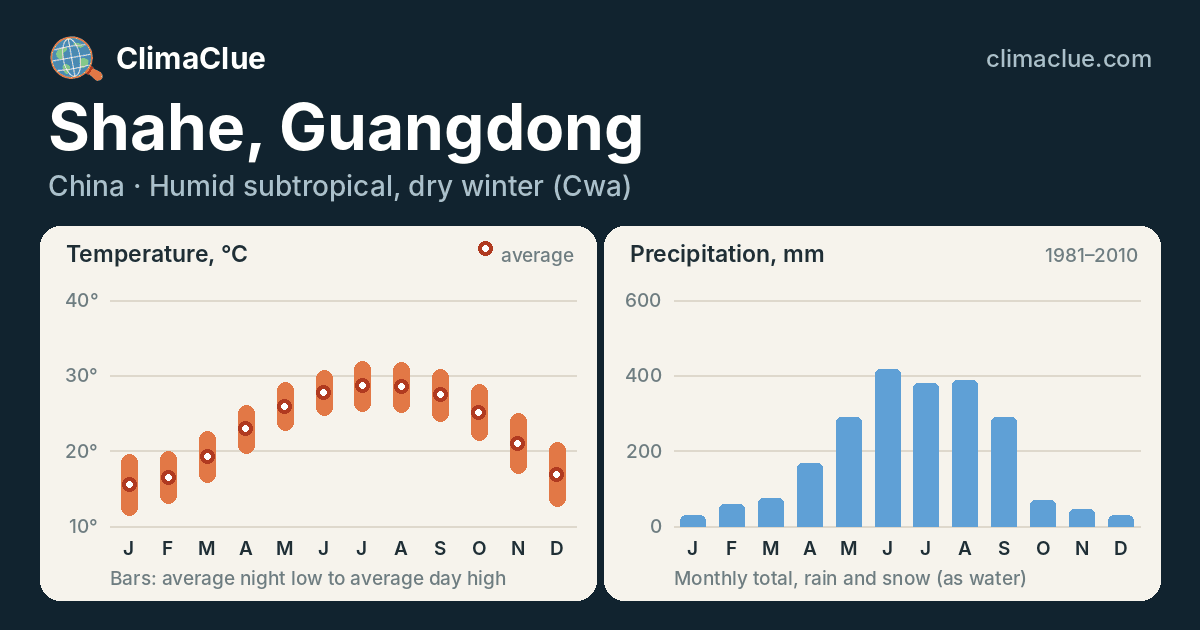 ClimaClue
climaclue.com
Shahe, Guangdong
China · Humid subtropical, dry winter (Cwa)
Temperature, °C
average
40°
30°
20°
10°
J F M A M J J A S O N D
Bars: average night low to average day high
Precipitation, mm
1981–2010
600
400
200
0
J F M A M J J A S O N D
Monthly total, rain and snow (as water)